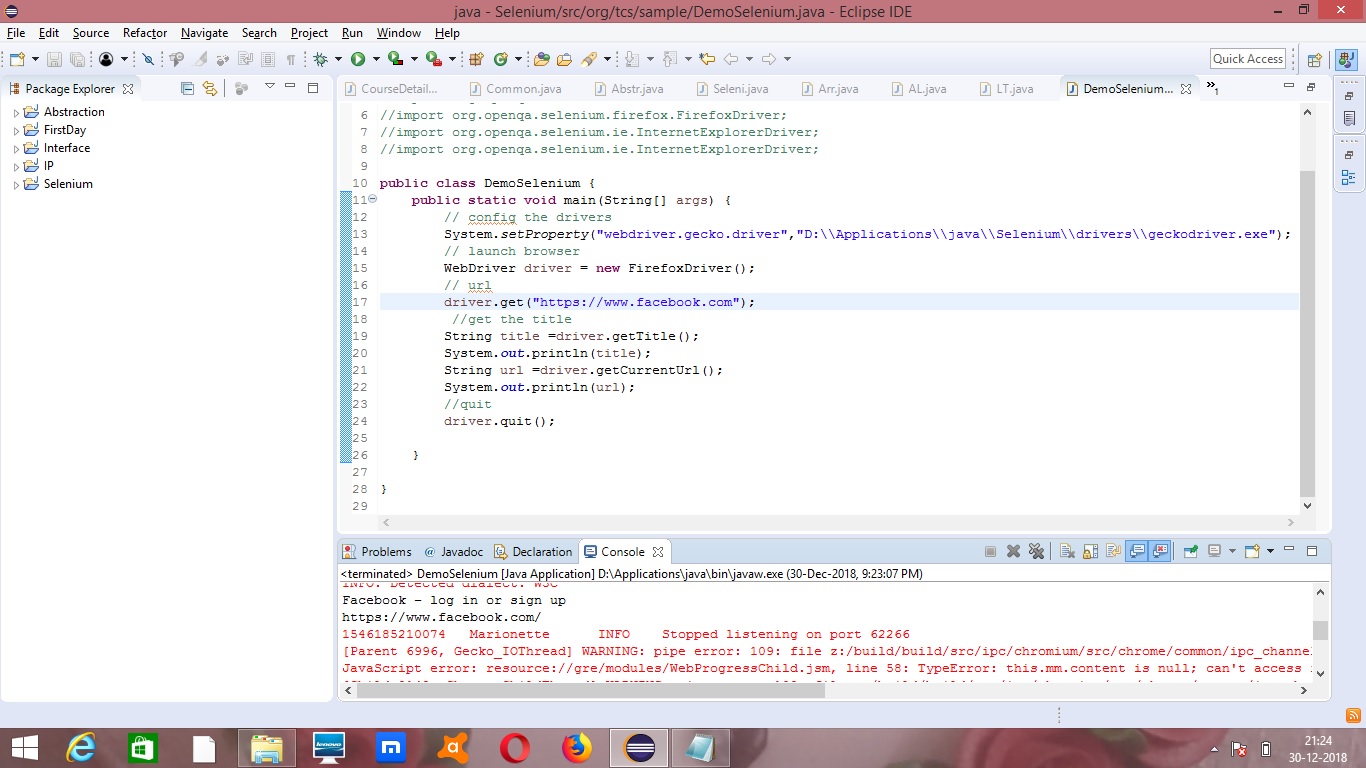 java - Selenium/src/org/tcs/sample/DemoSelenium.java - Eclipse IDE
File Edit Source Refactor Navigate Search Project Run Window Help
Quick Access
Package Explorer
CourseDetail... Common.java Abstr.java Seleni.java Arr.java AL.java LT.java DemoSelenium... »1
Abstraction
FirstDay
Interface
IP
Selenium
6 //import org.openqa.selenium.firefox.FirefoxDriver;
7 //import org.openqa.selenium.ie.InternetExplorerDriver;
8 //import org.openqa.selenium.ie.InternetExplorerDriver;
9
10 public class DemoSelenium {
11 public static void main(String[] args) {
12 // config the drivers
13 System.setProperty("webdriver.gecko.driver","D:\\Applications\\java\\Selenium\\drivers\\geckodriver.exe");
14 // launch browser
15 WebDriver driver = new FirefoxDriver();
16 // url
17 driver.get("https://www.facebook.com");
18 //get the title
19 String title =driver.getTitle();
20 System.out.println(title);
21 String url =driver.getCurrentUrl();
22 System.out.println(url);
23 //quit
24 driver.quit();
25
26 }
27
28 }
29
Problems @ Javadoc Declaration Console
<terminated> DemoSelenium [Java Application] D:\Applications\java\bin\javaw.exe (30-Dec-2018, 9:23:07 PM)
INFO: Detected dialect: W3C
Facebook – log in or sign up
https://www.facebook.com/
1546185210074 Marionette INFO Stopped listening on port 62266
[Parent 6996, Gecko_IOThread] WARNING: pipe error: 109: file z:/build/build/src/ipc/chromium/src/chrome/common/ipc_channel
JavaScript error: resource://gre/modules/WebProgressChild.jsm, line 58: TypeError: this.mm.content is null; can't access
lenovo
21:24
30-12-2018